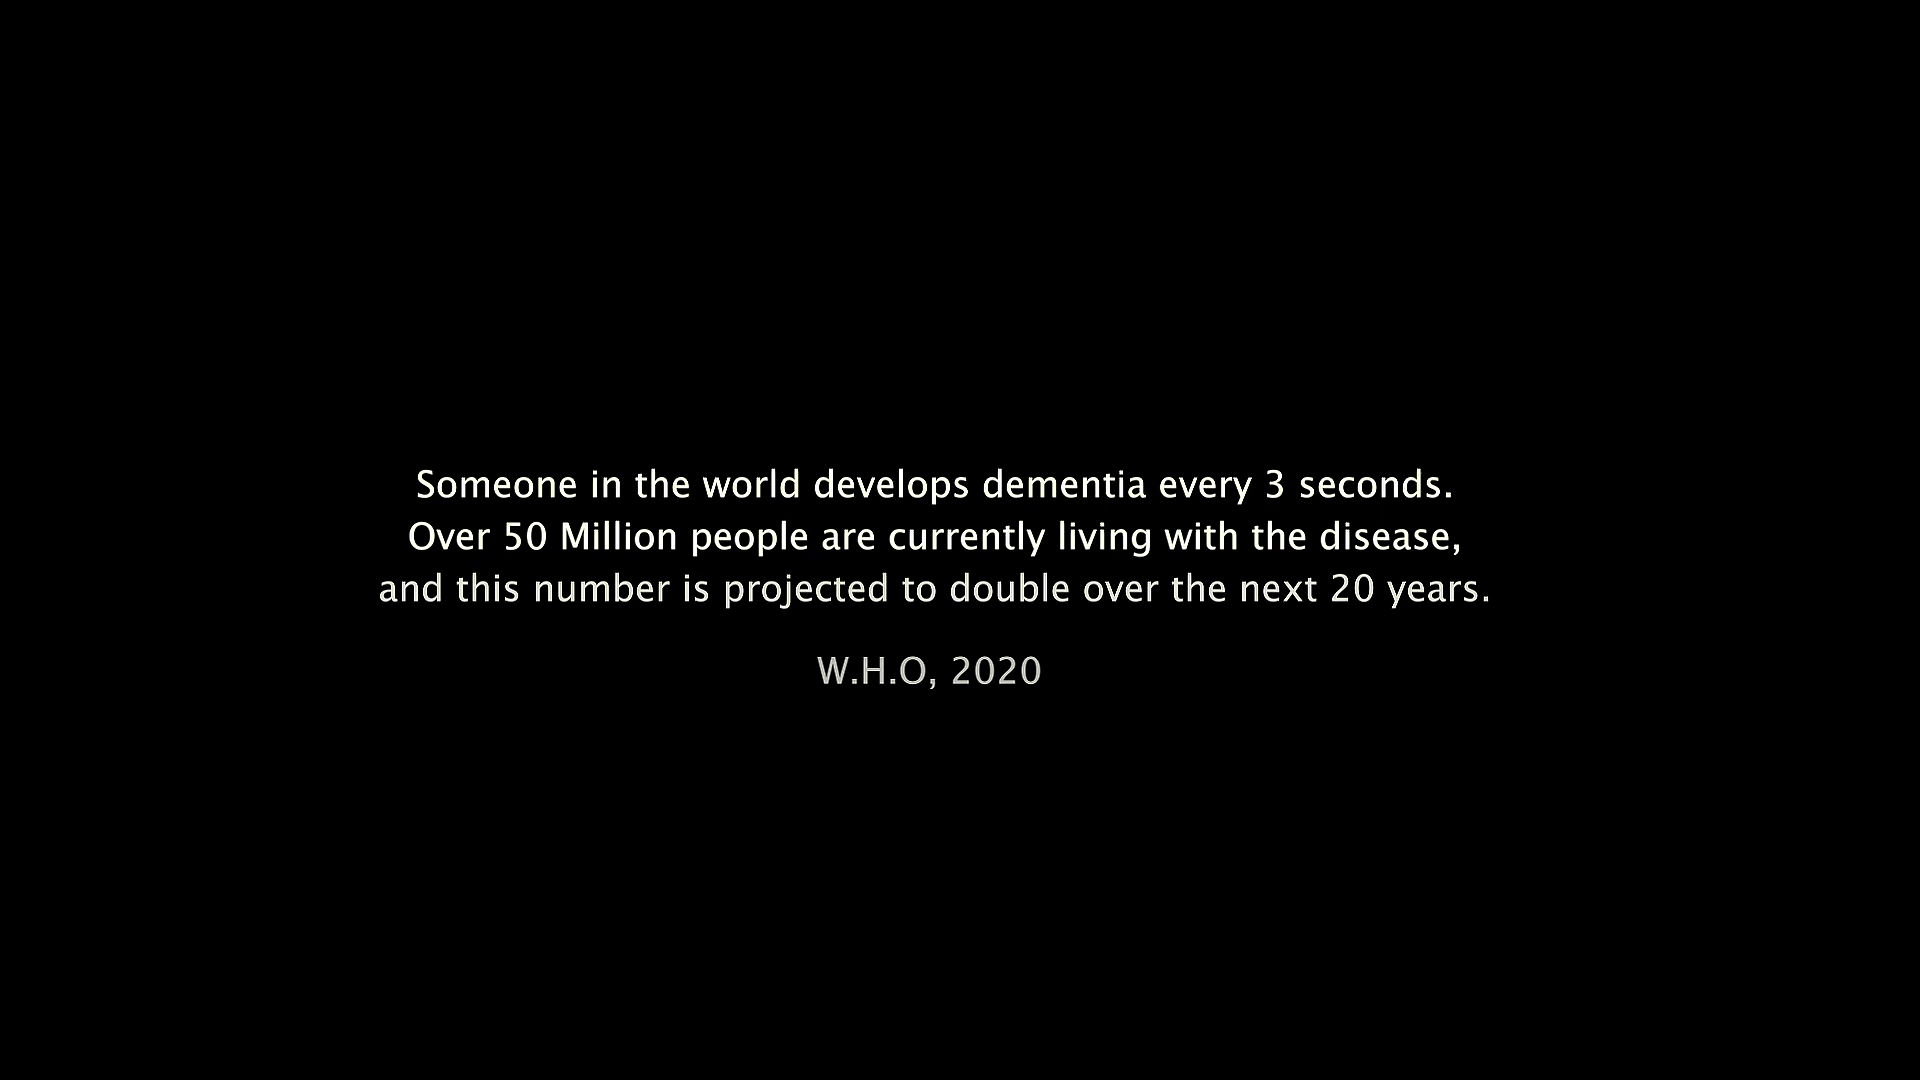 Someone in the world develops dementia every 3 seconds.
Over 50 Million people are currently living with the disease,
and this number is projected to double over the next 20 years.
W.H.O, 2020